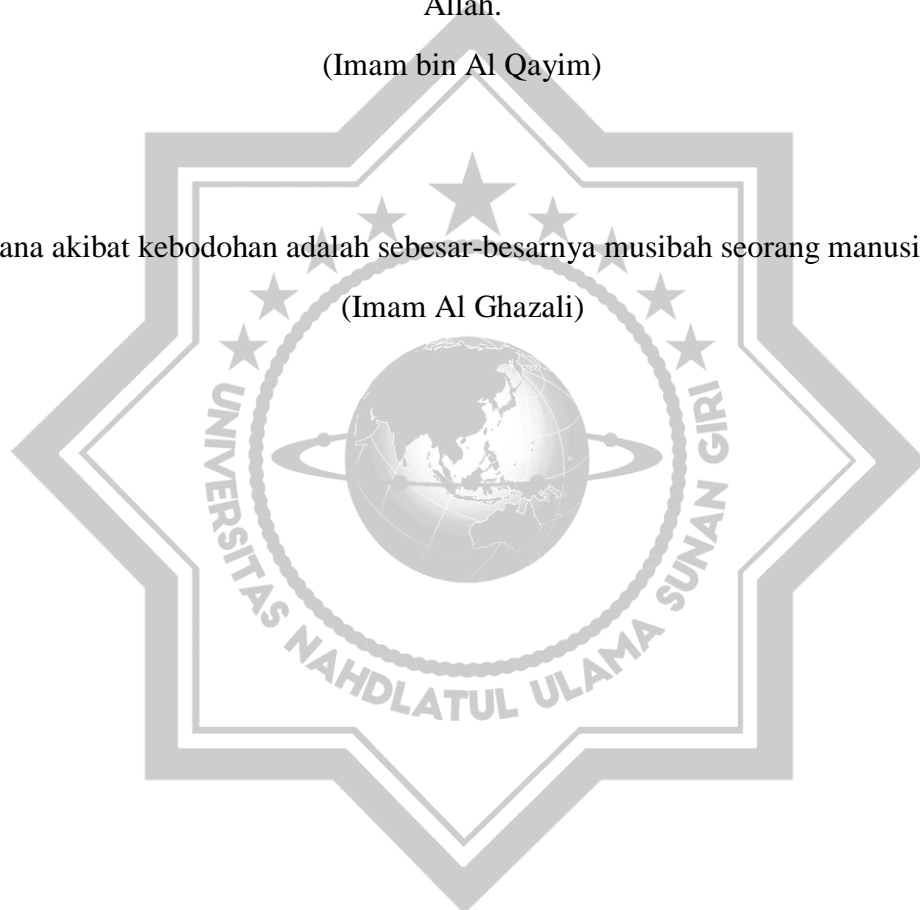 Allah.
(Imam bin Al Qayim)
ana akibat kebodohan adalah sebesar-besarnya musibah seorang manusi
(Imam Al Ghazali)
UNIVERSITAS NAHDLATUL ULAMA SUNAN GIRI